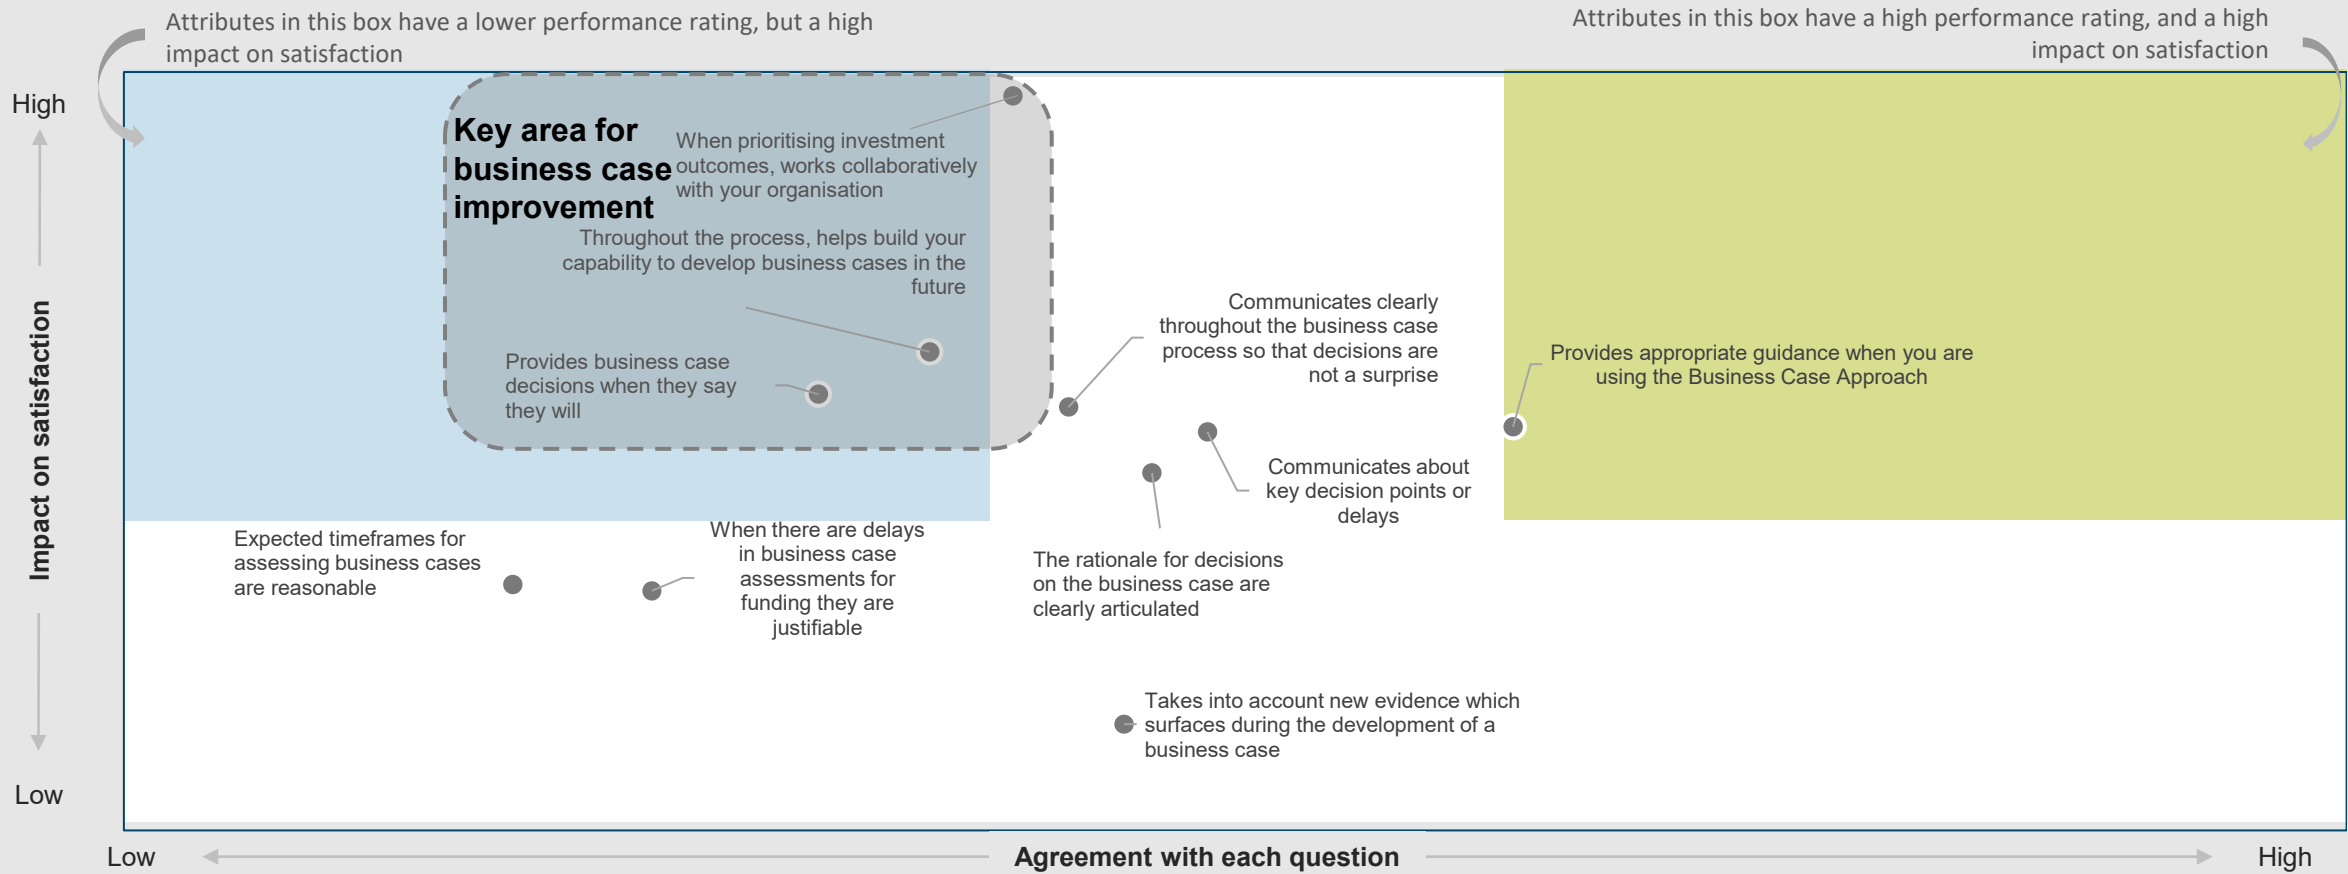 Attributes in this box have a lower performance rating, but a high
impact on satisfaction
Attributes in this box have a high performance rating, and a high
impact on satisfaction
High
Impact on satisfaction
Low
Key area for
business case
improvement
When prioritising investment
outcomes, works collaboratively
with your organisation
Throughout the process, helps build your
capability to develop business cases in the
future
Provides business case
decisions when they say
they will
Communicates clearly
throughout the business case
process so that decisions are
not a surprise
Provides appropriate guidance when you are
using the Business Case Approach
Communicates about
key decision points or
delays
Expected timeframes for
assessing business cases
are reasonable
When there are delays
in business case
assessments for
funding they are
justifiable
The rationale for decisions
on the business case are
clearly articulated
Takes into account new evidence which
surfaces during the development of a
business case
Low
Agreement with each question
High